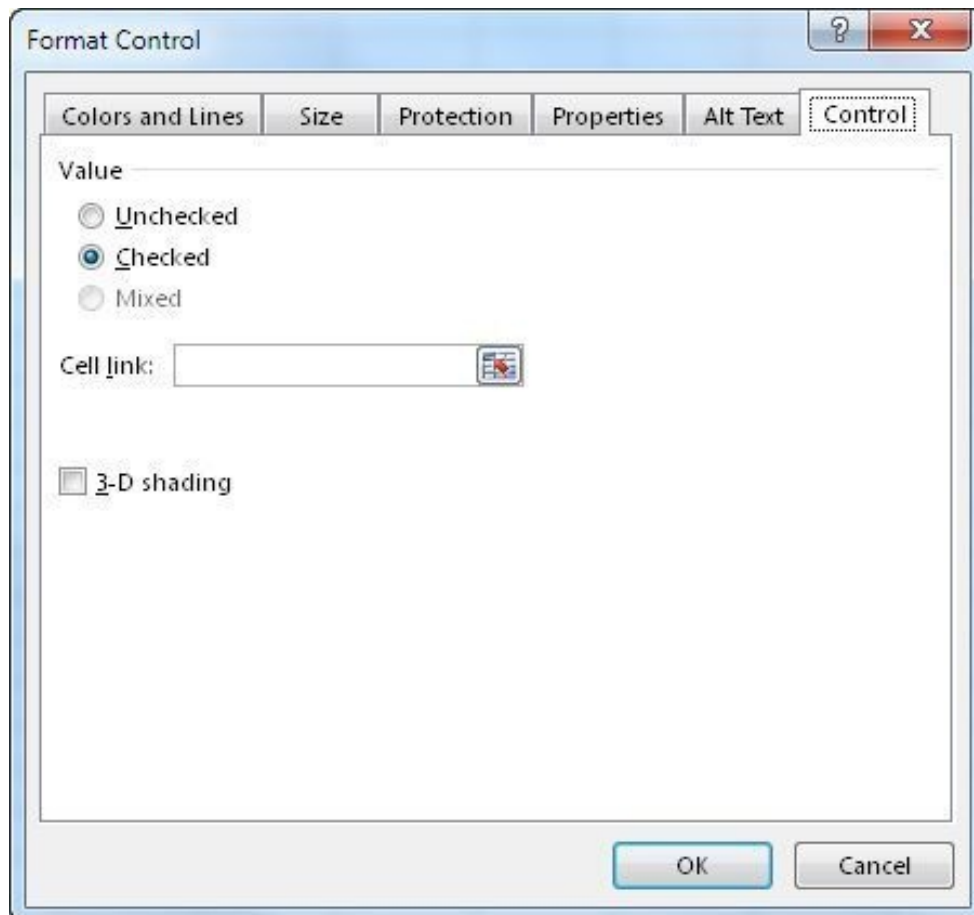 Format Control
Colors and Lines Size Protection Properties Alt Text Control
Value
Unchecked
Checked
Mixed
Cell link:
3-D shading
OK Cancel